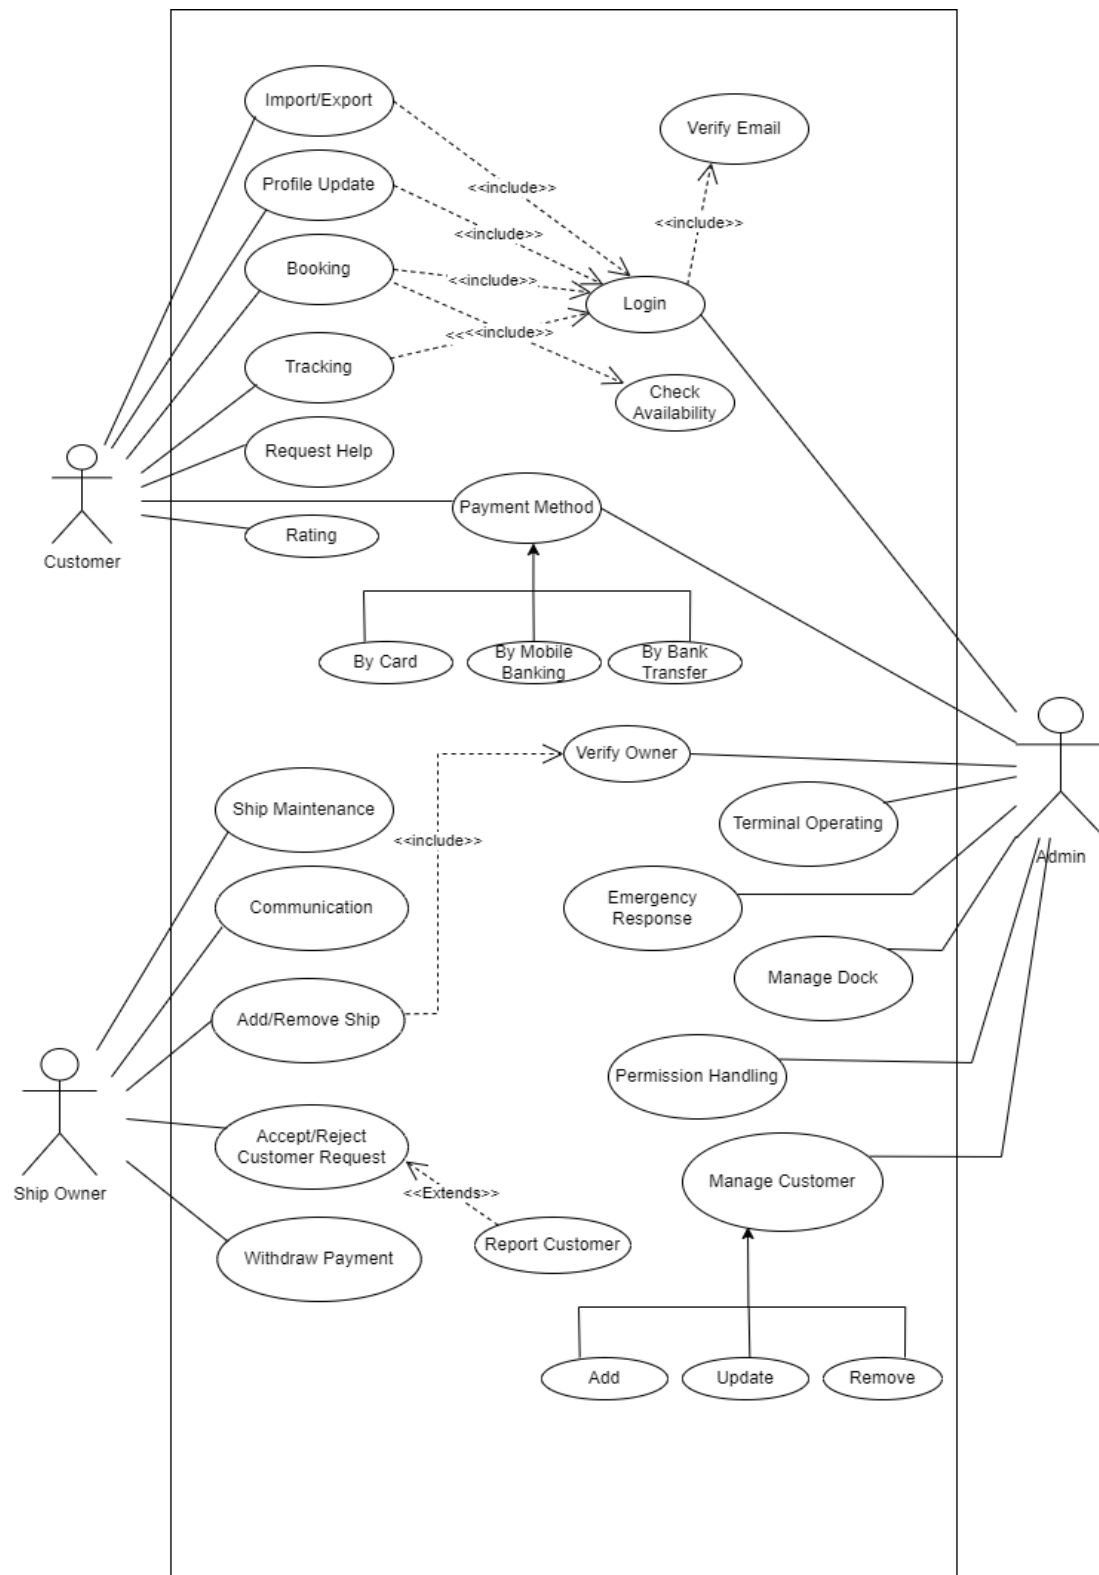 Import/Export
Verify Email
Profile Update
<<include>>
<<include>>
<<include>>
Booking
<<include>>
Login
<<
<<include>>
Tracking
Check
Availability
Request Help
Payment Method
Rating
Customer
By Card
By Mobile
Banking
By Bank
Transfer
Verify Owner
Ship Maintenance
Terminal Operating
<<include>>
Admin
Communication
Emergency
Response
Manage Dock
Add/Remove Ship
Permission Handling
Accept/Reject
Customer Request
Manage Customer
Ship Owner
<<Extends>>
Report Customer
Withdraw Payment
Add
Update
Remove